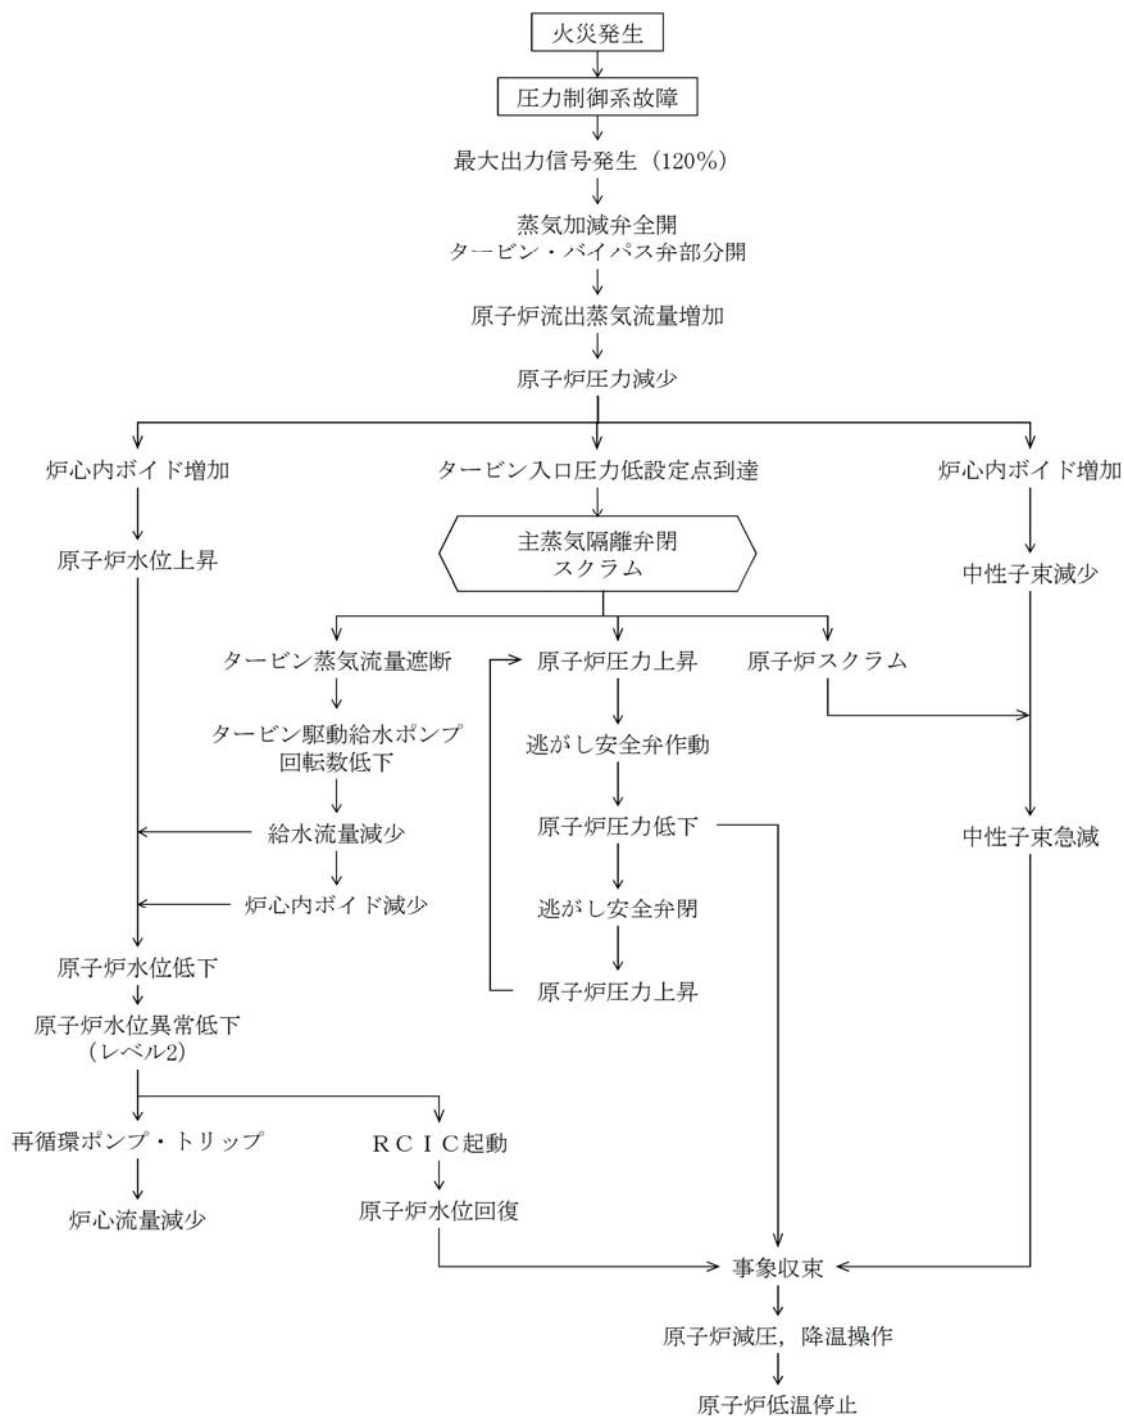 火災発生
圧力制御系故障
最大出力信号発生（120％）
蒸気加減弁全開
タービン・バイパス弁部分開
原子炉流出蒸気流量増加
原子炉圧力減少
炉心内ボイド増加
タービン入口圧力低設定点到達
炉心内ボイド増加
主蒸気隔離弁閉
スクラム
原子炉水位上昇
中性子束減少
タービン蒸気流量遮断
原子炉圧力上昇
原子炉スクラム
タービン駆動給水ポンプ
回転数低下
逃がし安全弁作動
給水流量減少
原子炉圧力低下
中性子束急減
炉心内ボイド減少
逃がし安全弁閉
原子炉水位低下
原子炉圧力上昇
原子炉水位異常低下
（レベル2）
再循環ポンプ・トリップ
ＲＣＩＣ起動
炉心流量減少
原子炉水位回復
事象収束
原子炉減圧，降温操作
原子炉低温停止